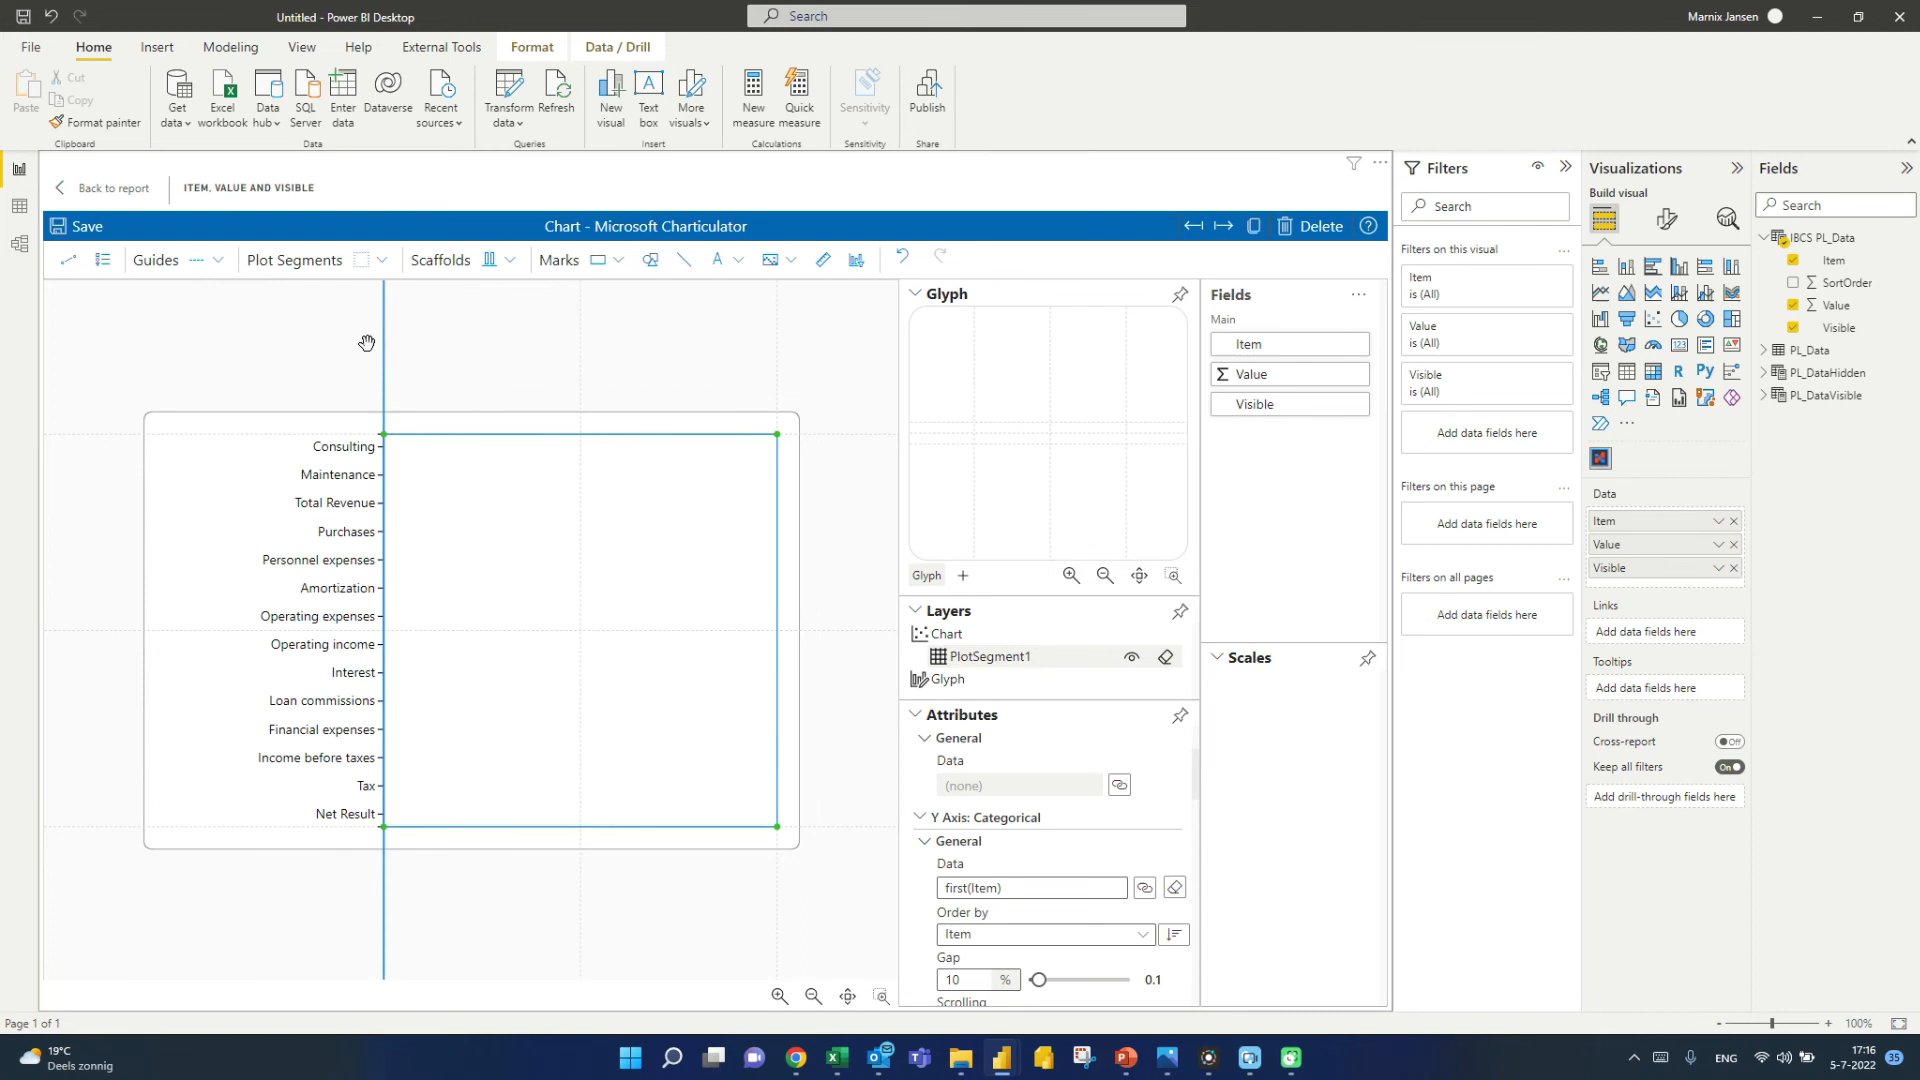 Untitled - Power BI Desktop
Search
Marnix Jansen
File
Home
Insert
Modeling
View
Help
External Tools
Format
Data / Drill
Paste
Cut
Copy
Format painter
Clipboard
Get data
Excel workbook
Data hub
SQL Server
Enter data
Dataverse
Recent sources
Data
Transform data
Refresh
Queries
New visual
Text box
More visuals
Insert
New measure
Quick measure
Calculations
Sensitivity
Sensitivity
Publish
Share
Back to report
ITEM, VALUE AND VISIBLE
Save
Chart - Microsoft Charticulator
Delete
Guides
Plot Segments
Scaffolds
Marks
Consulting
Maintenance
Total Revenue
Purchases
Personnel expenses
Amortization
Operating expenses
Operating income
Interest
Loan commissions
Financial expenses
Income before taxes
Tax
Net Result
Glyph
Glyph
Layers
Chart
PlotSegment1
Glyph
Attributes
General
Data
(none)
Y Axis: Categorical
General
Data
first(Item)
Order by
Item
Gap
10 %
0.1
Scrolling
Fields
Main
Item
Σ Value
Visible
Scales
Filters
Search
Filters on this visual
Item
is (All)
Value
is (All)
Visible
is (All)
Add data fields here
Filters on this page
Add data fields here
Filters on all pages
Add data fields here
Visualizations
Build visual
R
Py
123
Data
Item
Value
Visible
Links
Add data fields here
Tooltips
Add data fields here
Drill through
Cross-report
Off
Keep all filters
On
Add drill-through fields here
Fields
Search
IBCS PL_Data
Item
Σ SortOrder
Σ Value
Visible
PL_Data
PL_DataHidden
PL_DataVisible
Page 1 of 1
100%
19°C
Deels zonnig
ENG
17:16
5-7-2022
35